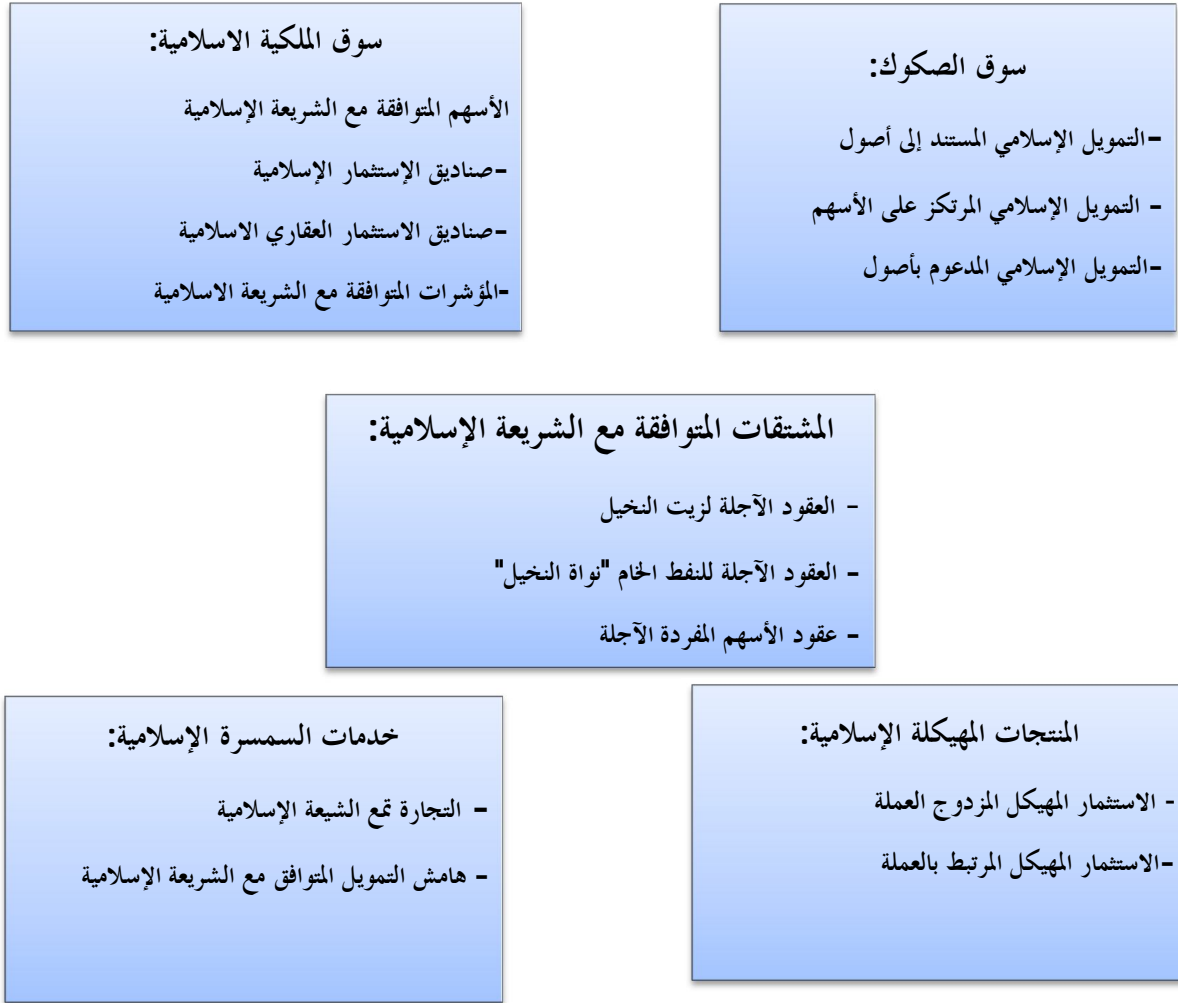 سوق الصكوك:
-التمويل الإسلامي المستند إلى أصول
- التمويل الإسلامي المرتكز على الأسهم
-التمويل الإسلامي المدعوم بأصول
سوق الملكية الاسلامية:
الأسهم المتوافقة مع الشريعة الإسلامية
-صناديق الإستثمار الإسلامية
-صناديق الاستثمار العقاري الاسلامية
-المؤشرات المتوافقة مع الشريعة الاسلامية
المشتقات المتوافقة مع الشريعة الإسلامية:
- العقود الآجلة لزيت النخيل
- العقود الآجلة للنفط الخام "نواة النخيل"
- عقود الأسهم المفردة الآجلة
المنتجات المهيكلة الإسلامية:
- الاستثمار المهيكل المزدوج العملة
-الاستثمار المهيكل المرتبط بالعملة
خدمات السمسرة الإسلامية:
- التجارة تمع الشيعة الإسلامية
- هامش التمويل المتوافق مع الشريعة الإسلامية